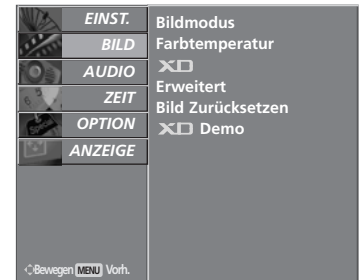 EINST.
BILD
AUDIO
ZEIT
OPTION
ANZEIGE
Bildmodus
Farbtemperatur
XD
Erweitert
Bild Zurücksetzen
XD Demo
Bewegen MENU Vorh.